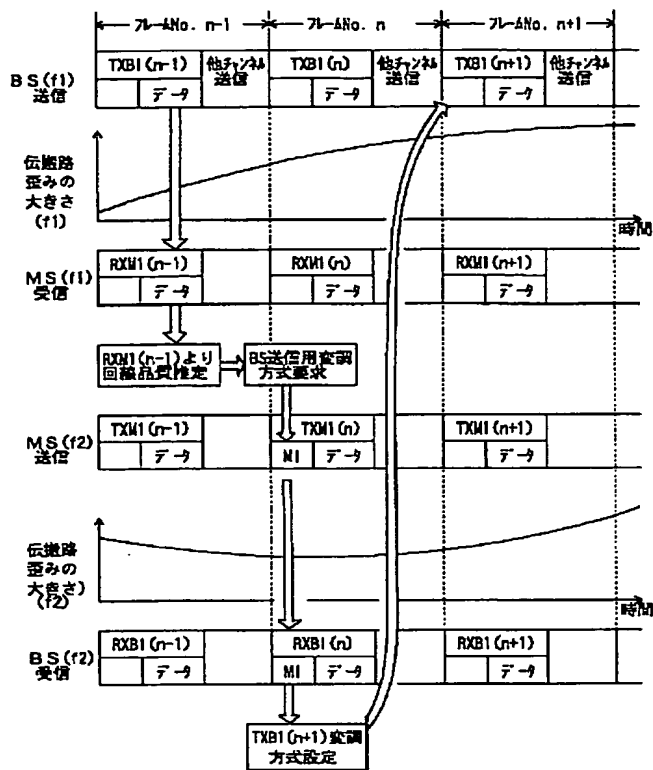 フレームNo. n-1 フレームNo. n フレームNo. n+1
BS(f1)
送信
TXB1(n-1) 他チャンネル
送信 TXB1(n) 他チャンネル
送信 TXB1(n+1) 他チャンネル
送信
データ データ データ
伝搬路
歪みの
大きさ
(f1)
時間
MS(f1)
受信
RXM1(n-1) RXM1(n) RXM1(n+1)
データ データ データ
RXM1(n-1)より
回線品質推定
BS送信用変調
方式要求
MS(f2)
送信
TXM1(n-1) TXM1(n) TXM1(n+1)
データ MI データ データ
伝搬路
歪みの
大きさ)
(f2)
時間
BS(f2)
受信
RXB1(n-1) RXB1(n) RXB1(n+1)
データ MI データ データ
TXB1(n+1)変調
方式設定